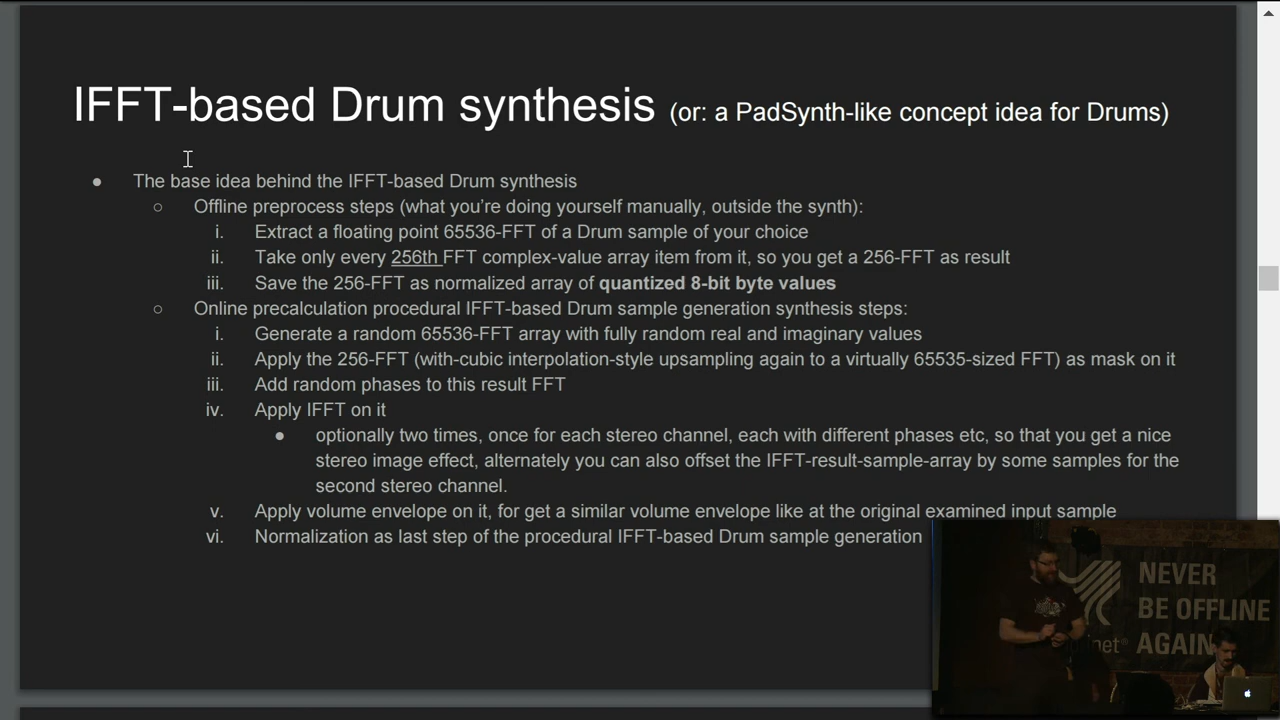 IFFT-based Drum synthesis (or: a PadSynth-like concept idea for Drums)
● The base idea behind the IFFT-based Drum synthesis
○ Offline preprocess steps (what you're doing yourself manually, outside the synth):
i. Extract a floating point 65536-FFT of a Drum sample of your choice
ii. Take only every 256th FFT complex-value array item from it, so you get a 256-FFT as result
iii. Save the 256-FFT as normalized array of quantized 8-bit byte values
○ Online precalculation procedural IFFT-based Drum sample generation synthesis steps:
i. Generate a random 65536-FFT array with fully random real and imaginary values
ii. Apply the 256-FFT (with-cubic interpolation-style upsampling again to a virtually 65535-sized FFT) as mask on it
iii. Add random phases to this result FFT
iv. Apply IFFT on it
● optionally two times, once for each stereo channel, each with different phases etc, so that you get a nice
stereo image effect, alternately you can also offset the IFFT-result-sample-array by some samples for the
second stereo channel.
v. Apply volume envelope on it, for get a similar volume envelope like at the original examined input sample
vi. Normalization as last step of the procedural IFFT-based Drum sample generation
NEVER
BE OFFLINE
AGAIN